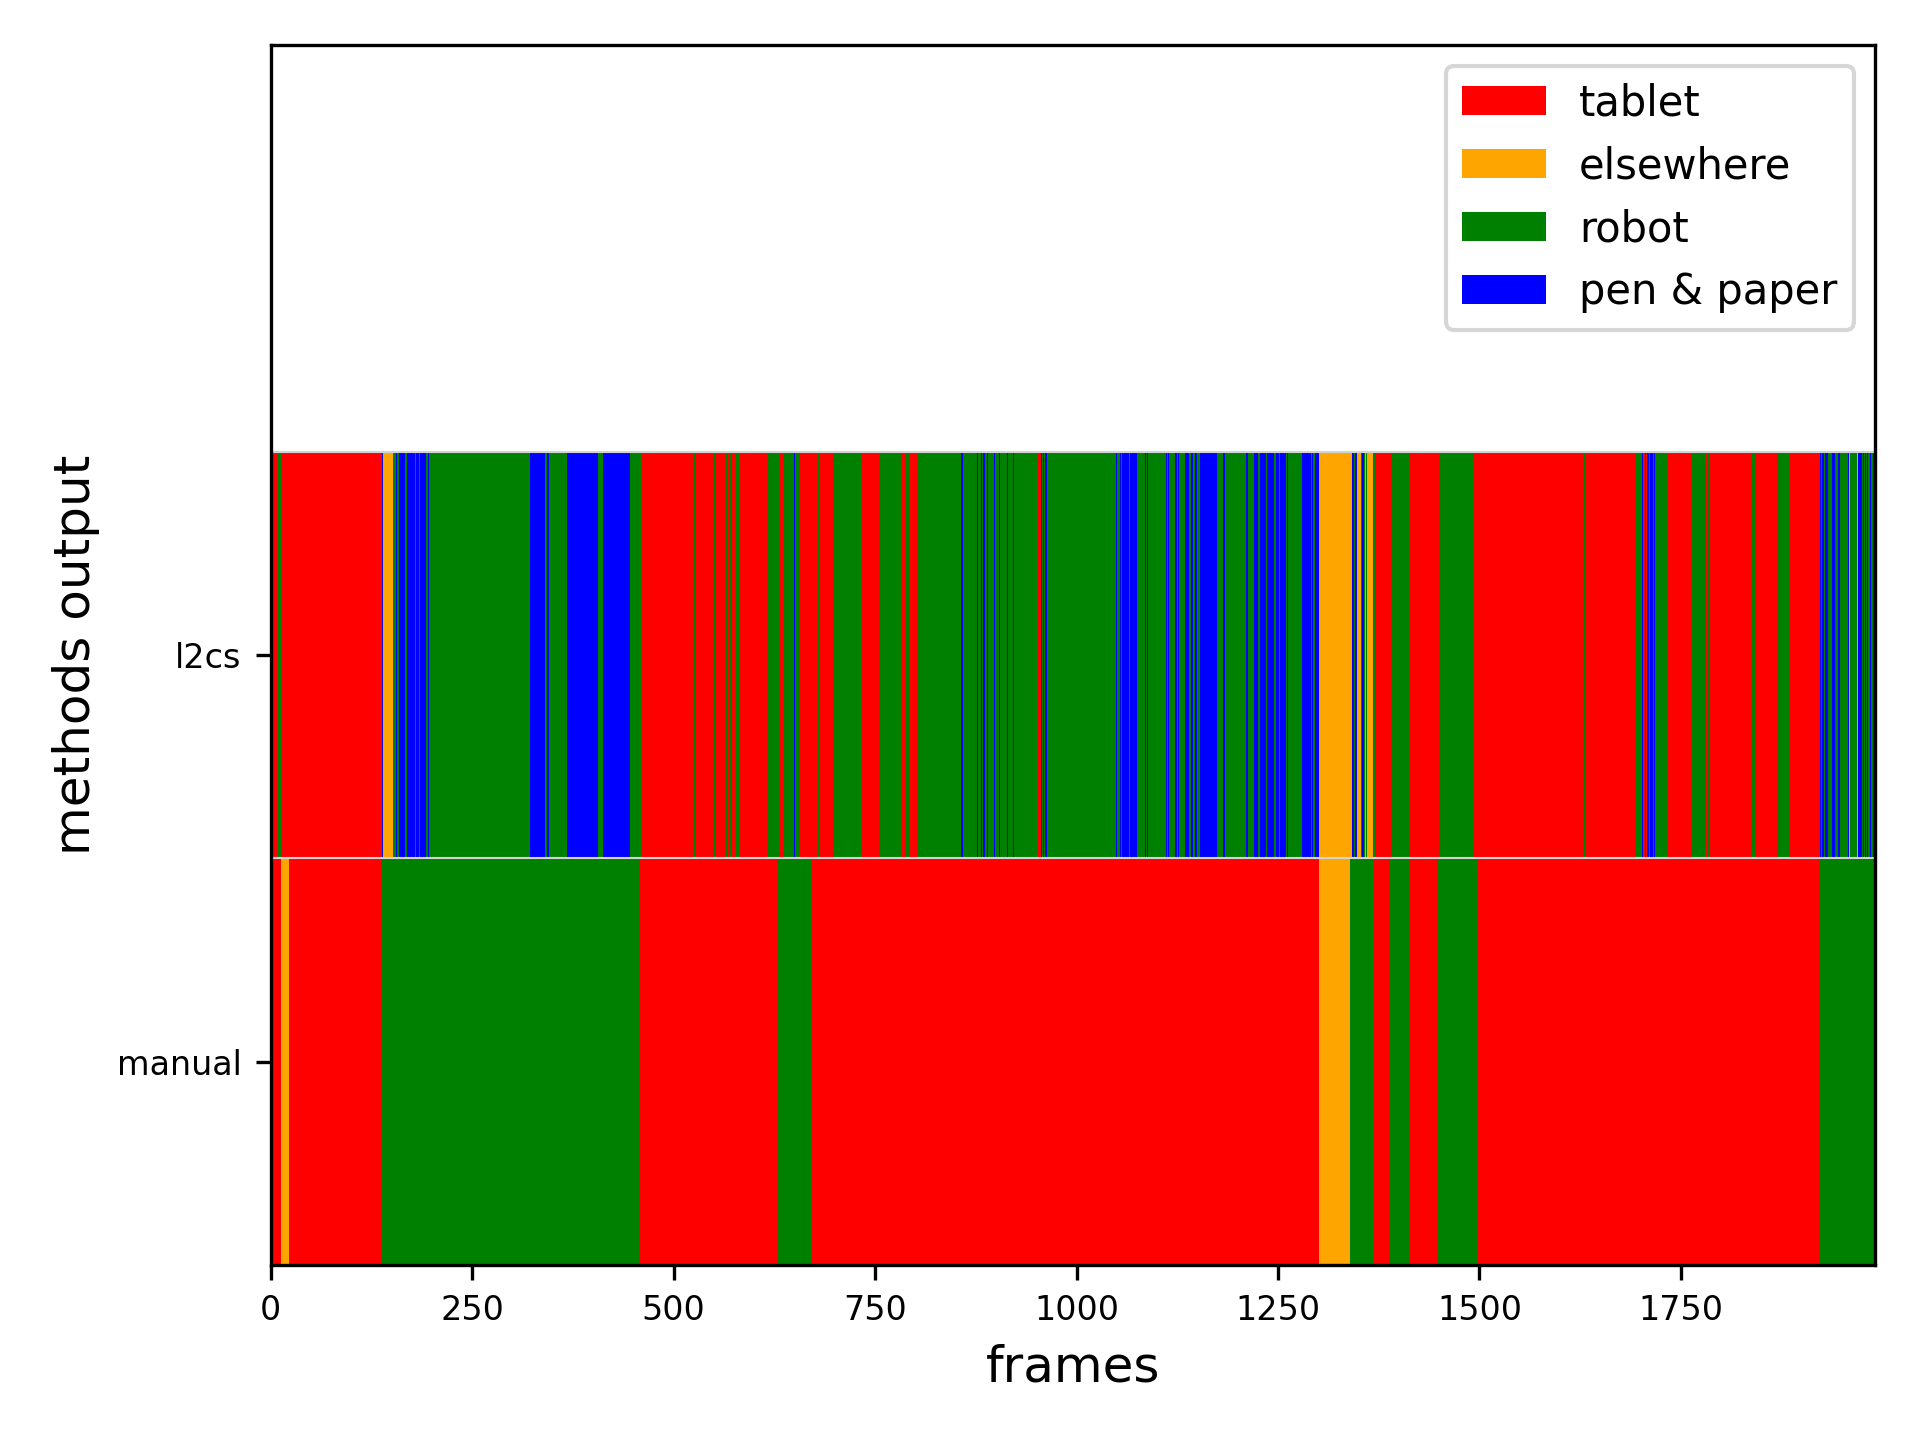 tablet
elsewhere
robot
pen & paper
methods output
l2cs
manual
0 250 500 750 1000 1250 1500 1750
frames